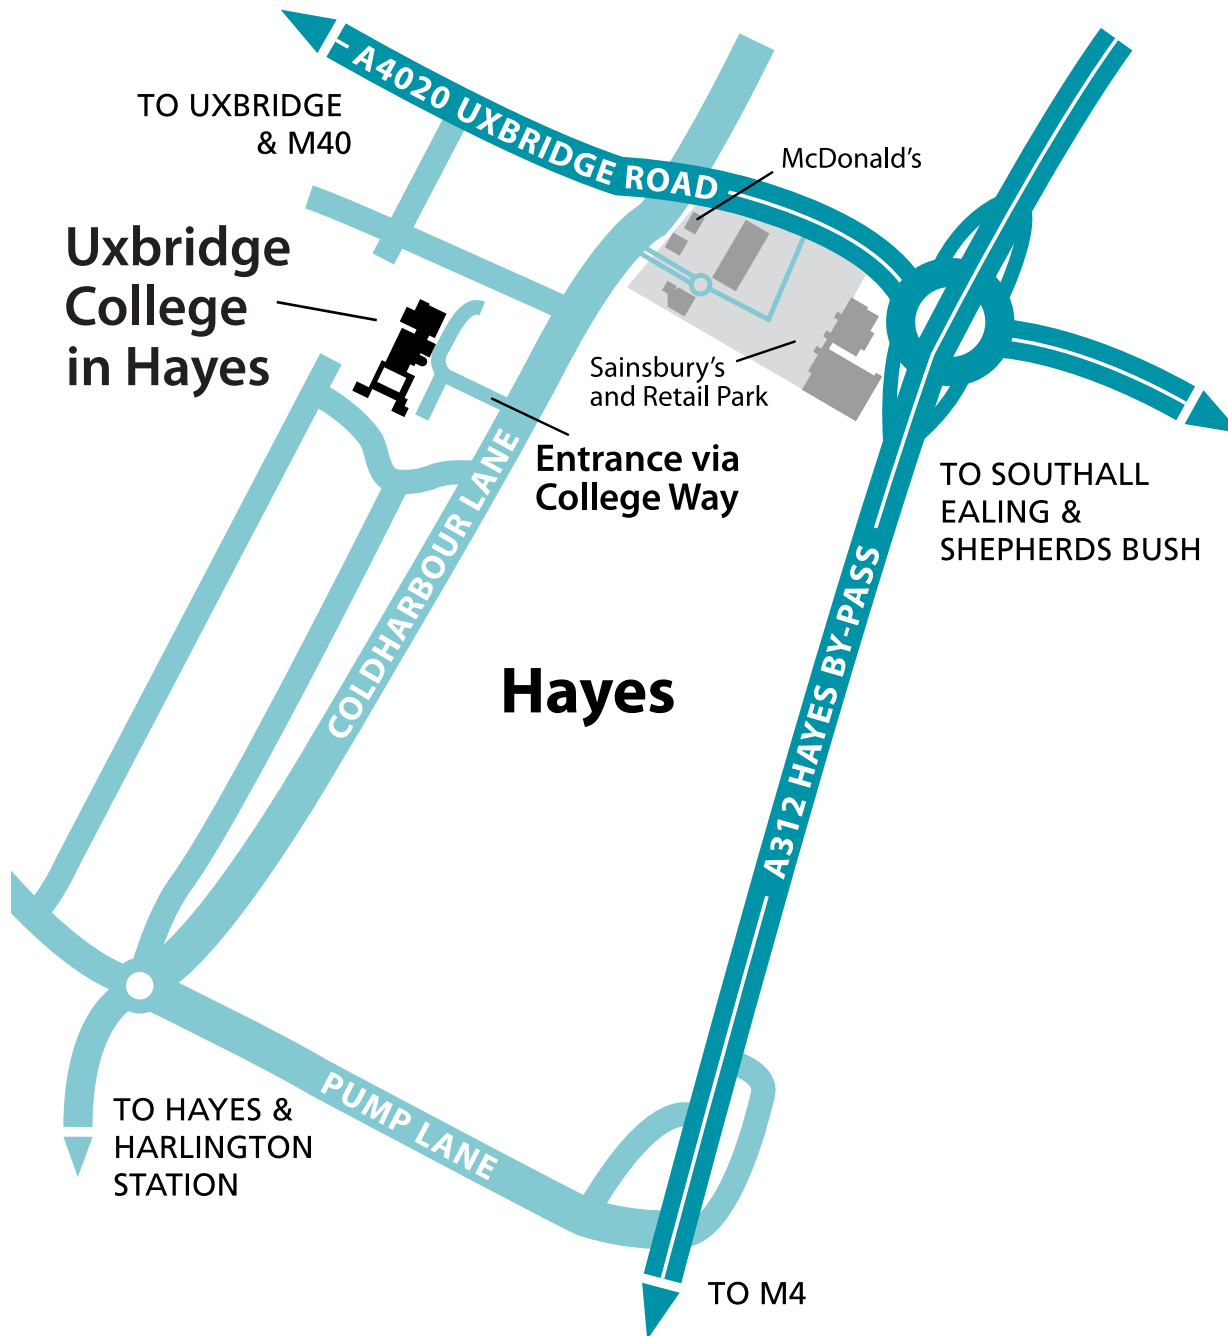 A4020 UXBRIDGE ROAD
TO UXBRIDGE
& M40
McDonald's
Uxbridge
College
in Hayes
Sainsbury's
and Retail Park
Entrance via
College Way
TO SOUTHALL
EALING &
SHEPHERDS BUSH
COLDHARBOUR LANE
Hayes
A312 HAYES BY-PASS
PUMP LANE
TO HAYES &
HARLINGTON
STATION
TO M4